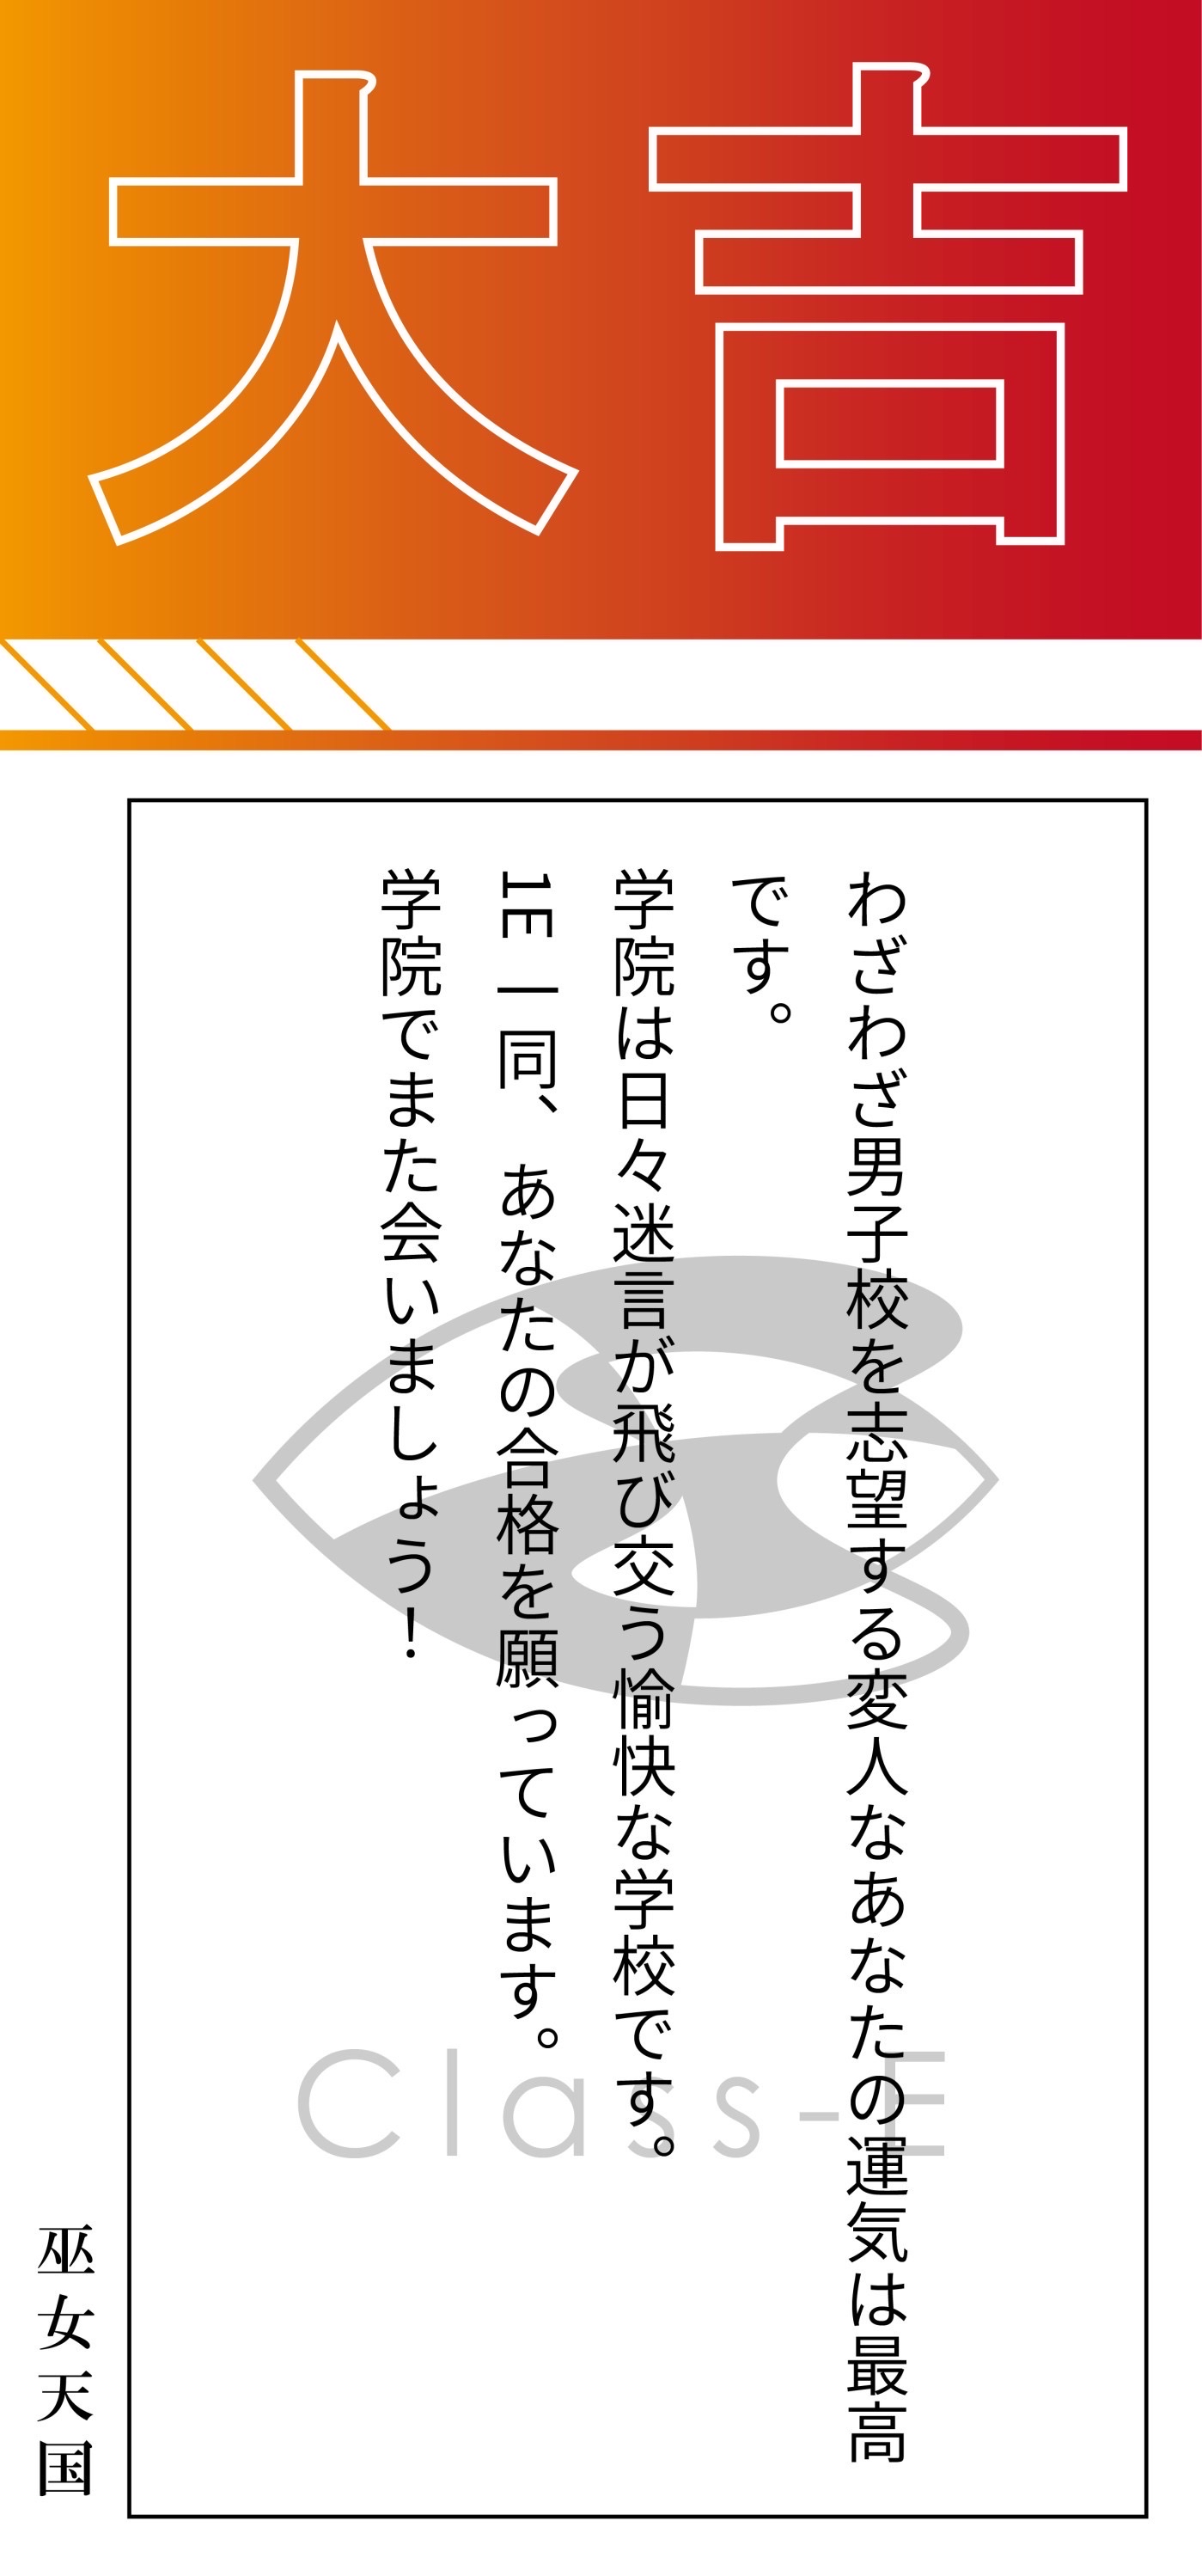 大吉
わざわざ男子校を志望する変人なあなたの運気は最高
です。
学院は日々迷言が飛び交う愉快な学校です。
1E一同、あなたの合格を願っています。
学院でまた会いましょう！
Class-E
巫女天国